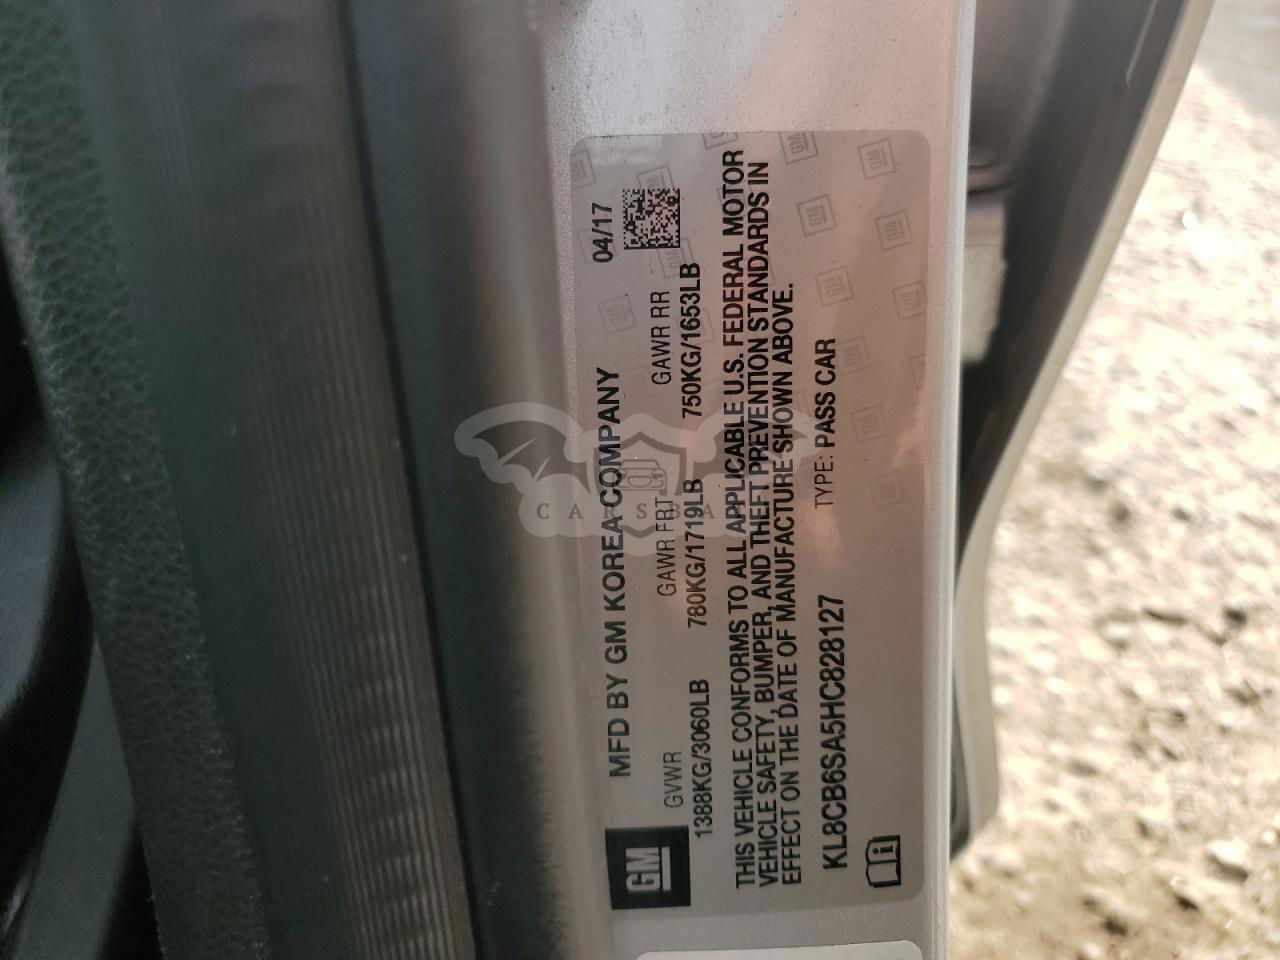 MFD BY GM KOREA COMPANY 04/17
GVWR GAWR FRT GAWR RR
1388KG/3060LB 780KG/1719LB 750KG/1653LB
THIS VEHICLE CONFORMS TO ALL APPLICABLE U.S. FEDERAL MOTOR
VEHICLE SAFETY, BUMPER, AND THEFT PREVENTION STANDARDS IN
EFFECT ON THE DATE OF MANUFACTURE SHOWN ABOVE.
KL8CB6SA5HC828127 TYPE: PASS CAR
GM